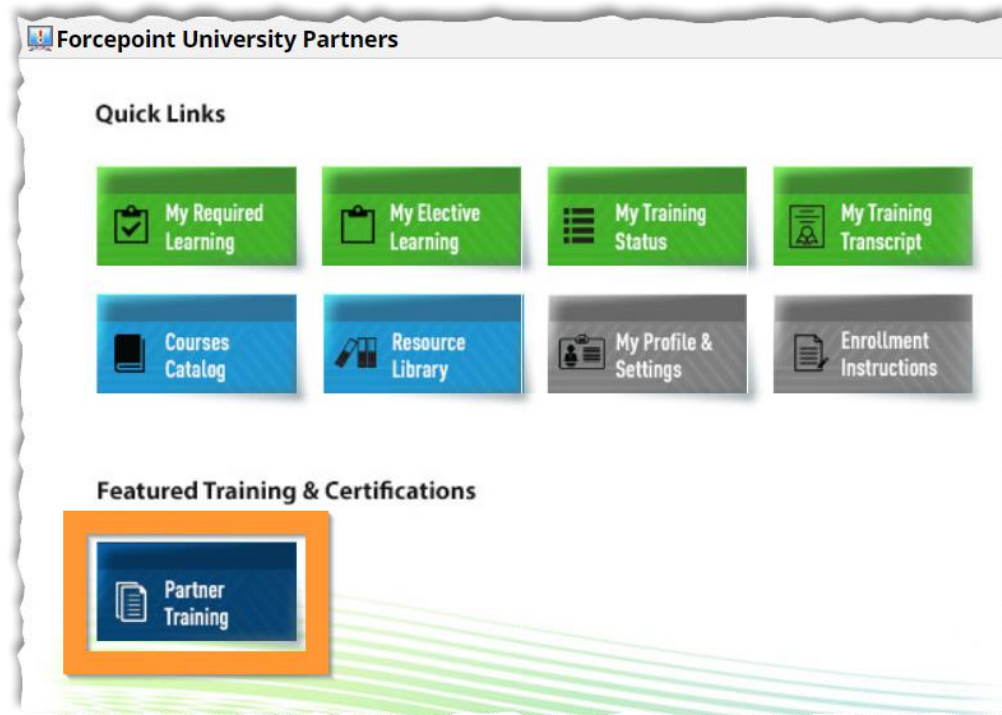 Forcepoint University Partners
Quick Links
My Required
Learning
My Elective
Learning
My Training
Status
My Training
Transcript
Courses
Catalog
Resource
Library
My Profile &
Settings
Enrollment
Instructions
Featured Training & Certifications
Partner
Training